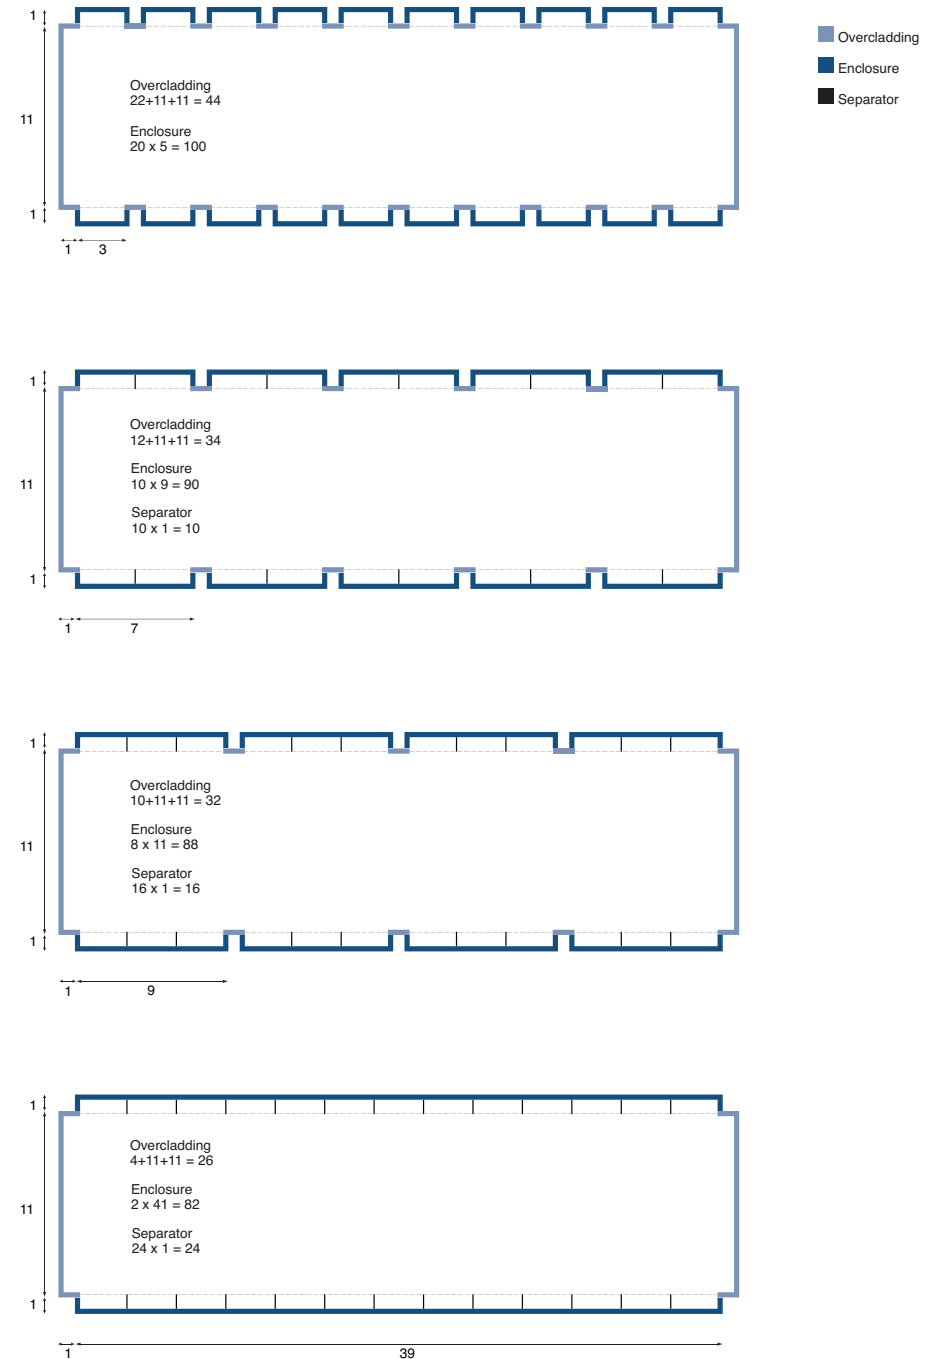 1
Overcladding
Enclosure
Separator
11
Overcladding
22+11+11 = 44
Enclosure
20 x 5 = 100
1
1
3
1
11
Overcladding
12+11+11 = 34
Enclosure
10 x 9 = 90
Separator
10 x 1 = 10
1
1
7
1
11
Overcladding
10+11+11 = 32
Enclosure
8 x 11 = 88
Separator
16 x 1 = 16
1
1
9
1
11
Overcladding
4+11+11 = 26
Enclosure
2 x 41 = 82
Separator
24 x 1 = 24
1
1
39